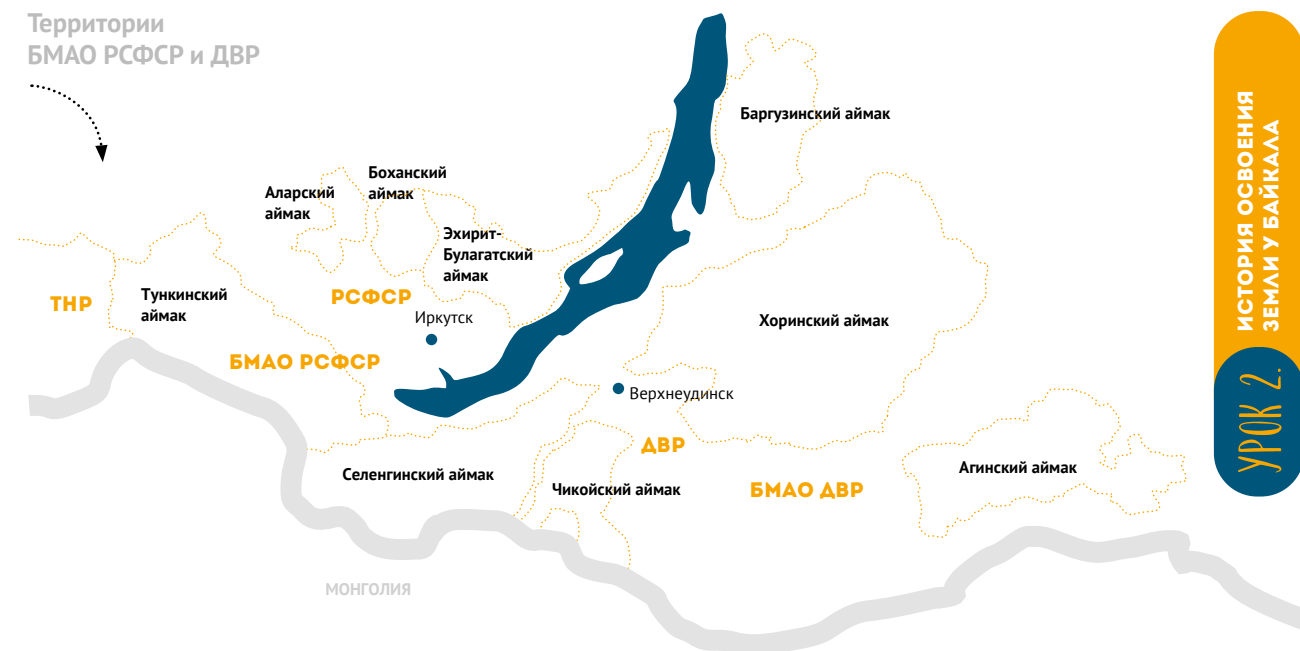 Территории
БМАО РСФСР и ДВР
Баргузинский аймак
Боханский
аймак
Аларский
аймак
Эхирит-
Булагатский
аймак
ТНР
Тункинский
аймак
РСФСР
Иркутск
Хоринский аймак
БМАО РСФСР
Верхнеудинск
ДВР
Селенгинский аймак
Чикойский аймак
БМАО ДВР
Агинский аймак
МОНГОЛИЯ
УРОК 2.
ИСТОРИЯ ОСВОЕНИЯ
ЗЕМЛИ У БАЙКАЛА